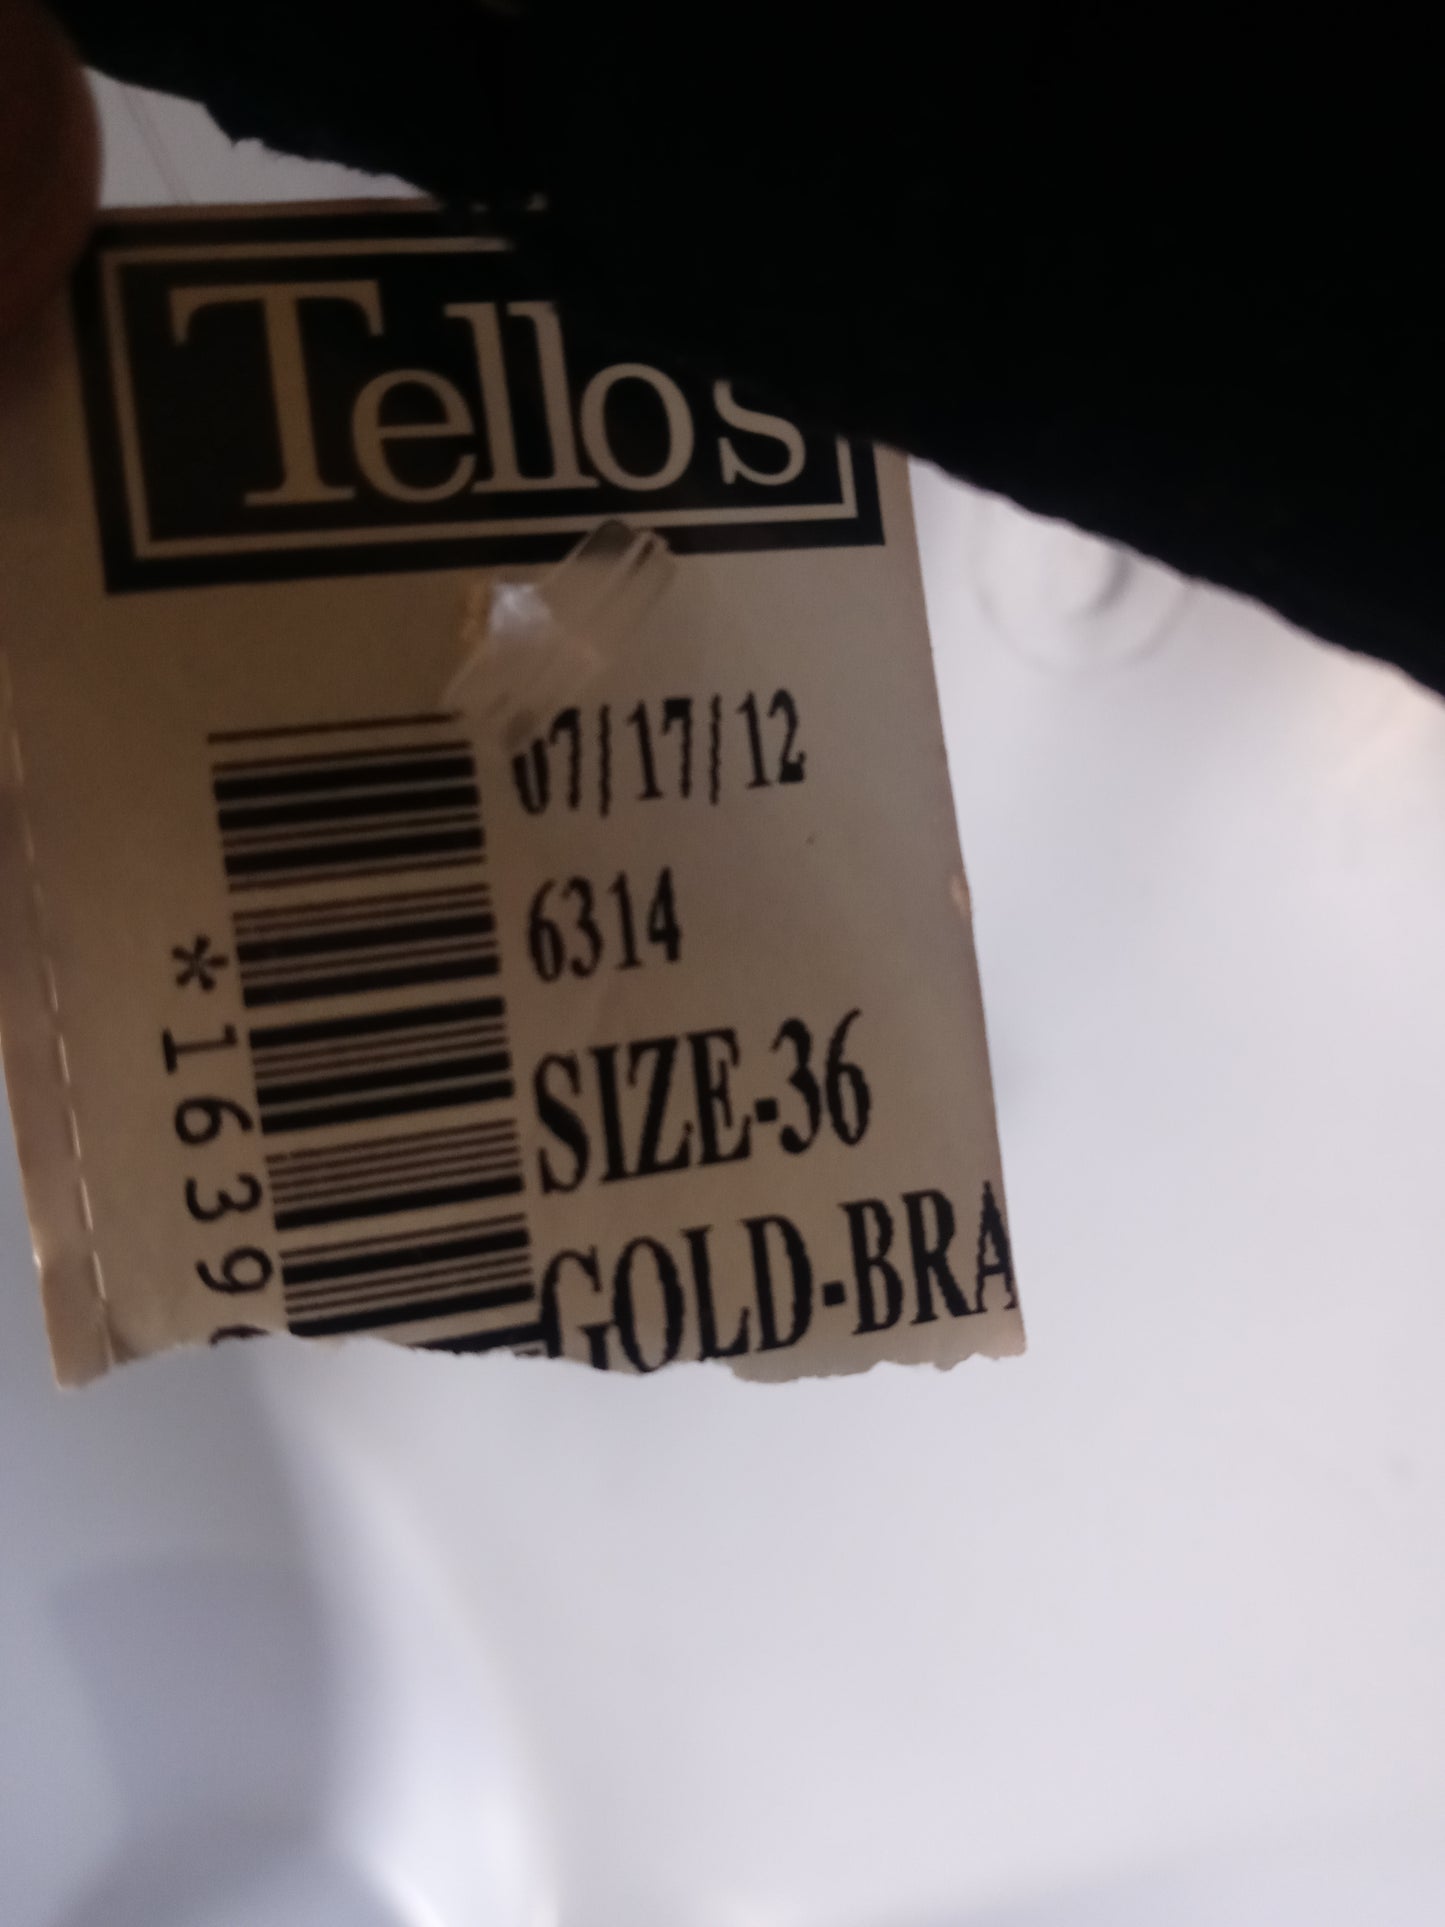 Tellos
07/17/12
6314
SIZE-36
GOLD-BRA
*1639